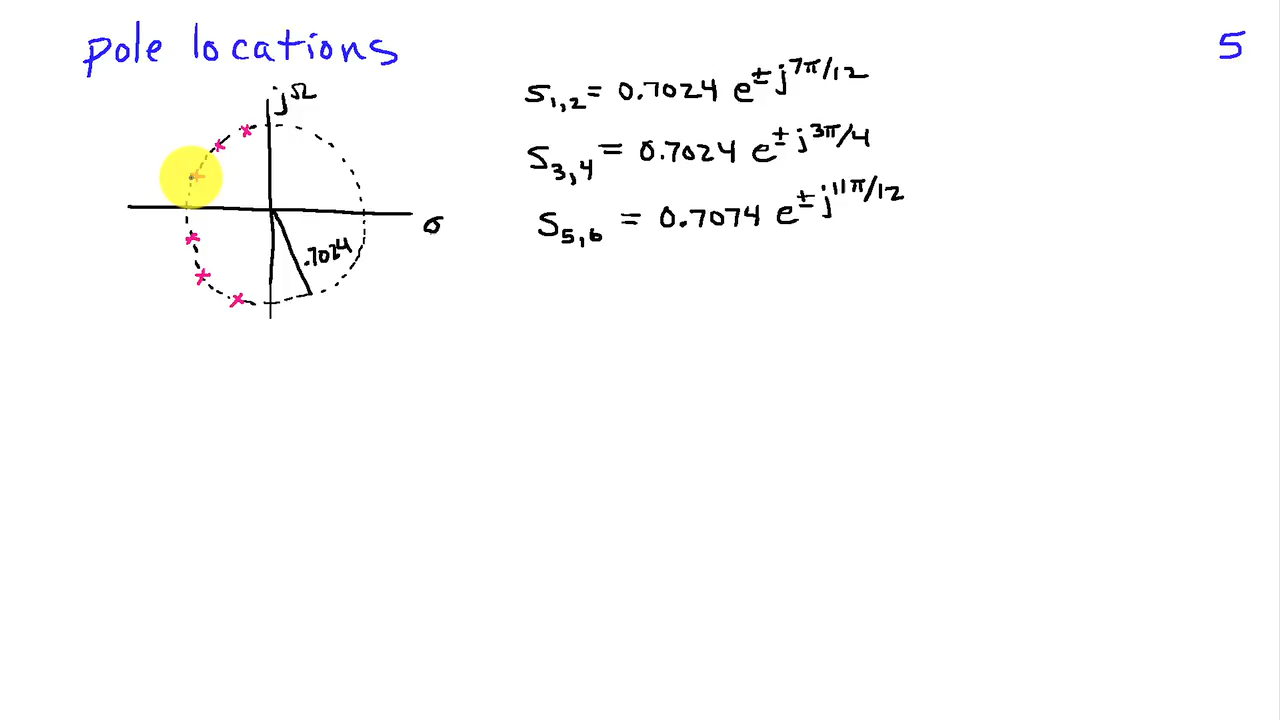 pole locations 5
jΩ
σ
.7024
S1,2 = 0.7024 e^±j7π/12
S3,4 = 0.7024 e^±j3π/4
S5,6 = 0.7074 e^±j11π/12